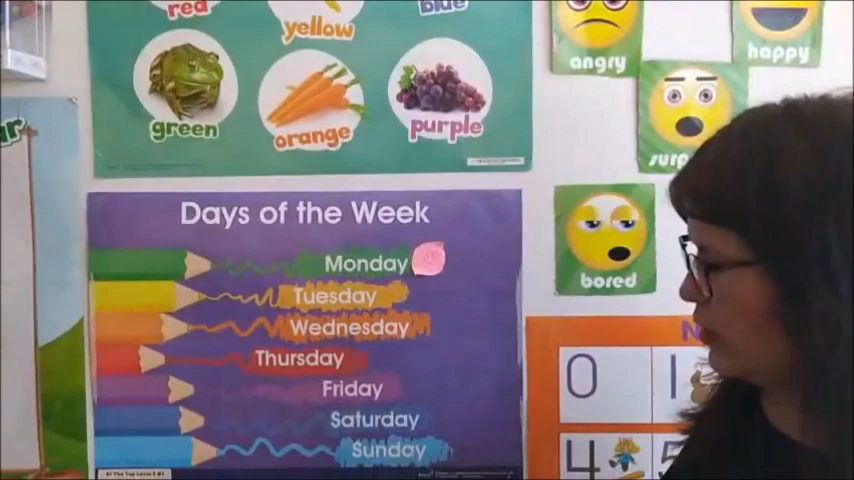 red
yellow
blue
green
orange
purple
Days of the Week
Monday
Tuesday
Wednesday
Thursday
Friday
Saturday
Sunday
angry
happy
bored
0
1
4
5